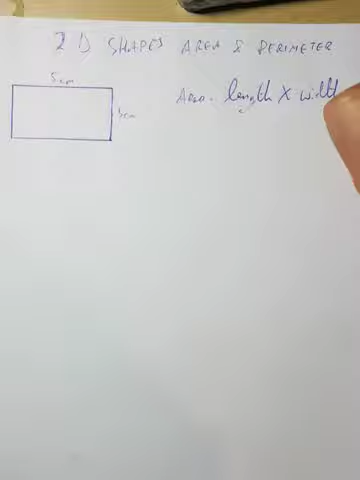 2D SHAPES AREA & PERIMETER
5cm
3cm
Area = length X width